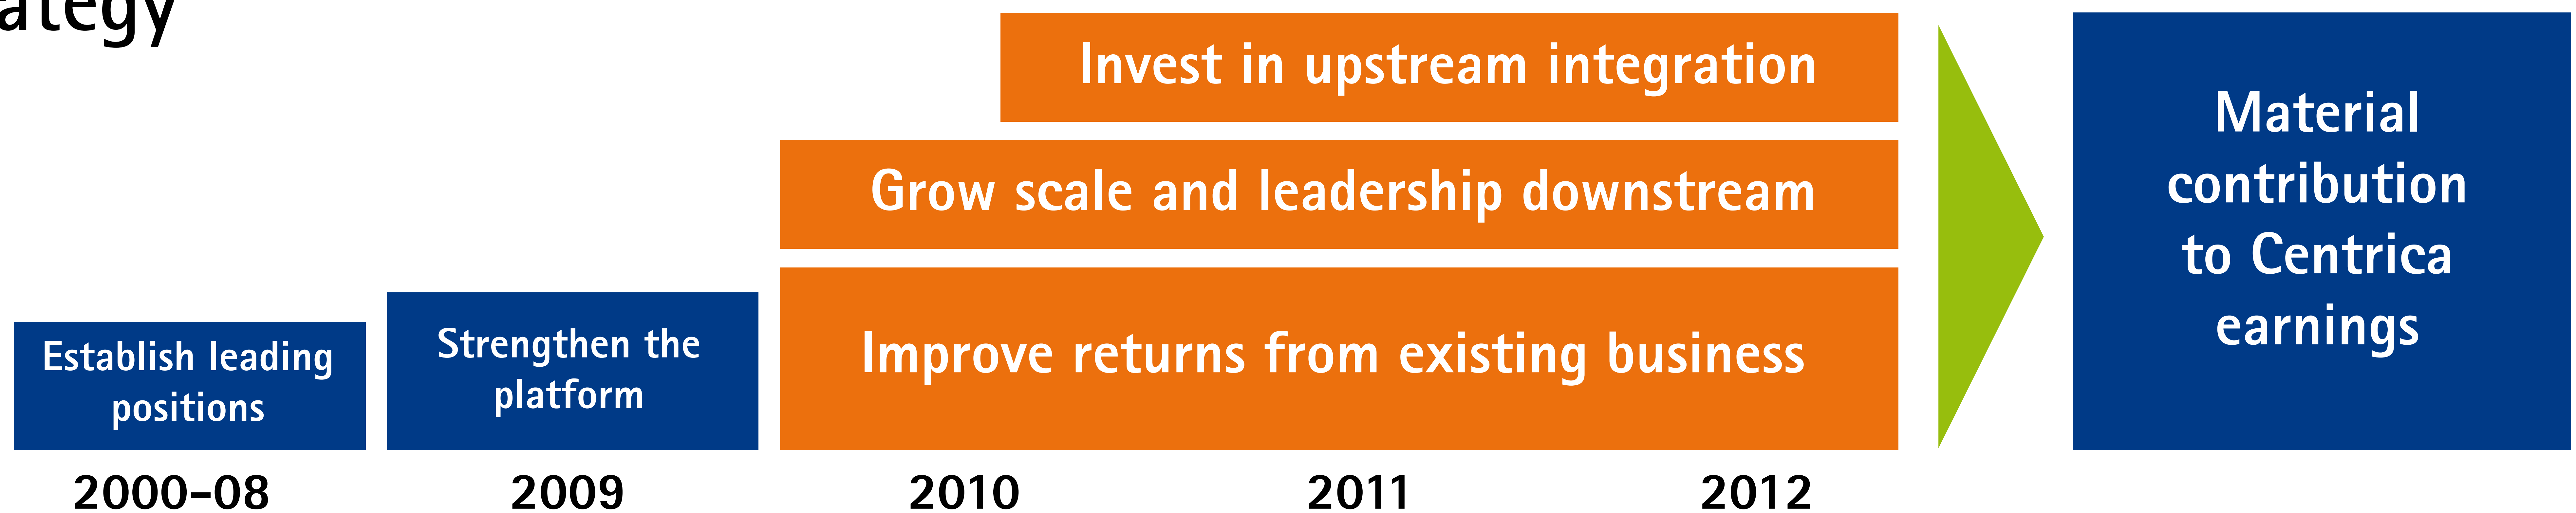 Invest in upstream integration
Grow scale and leadership downstream
Improve returns from existing business
Establish leading
positions
Strengthen the
platform
Material
contribution
to Centrica
earnings
2000-08
2009
2010
2011
2012